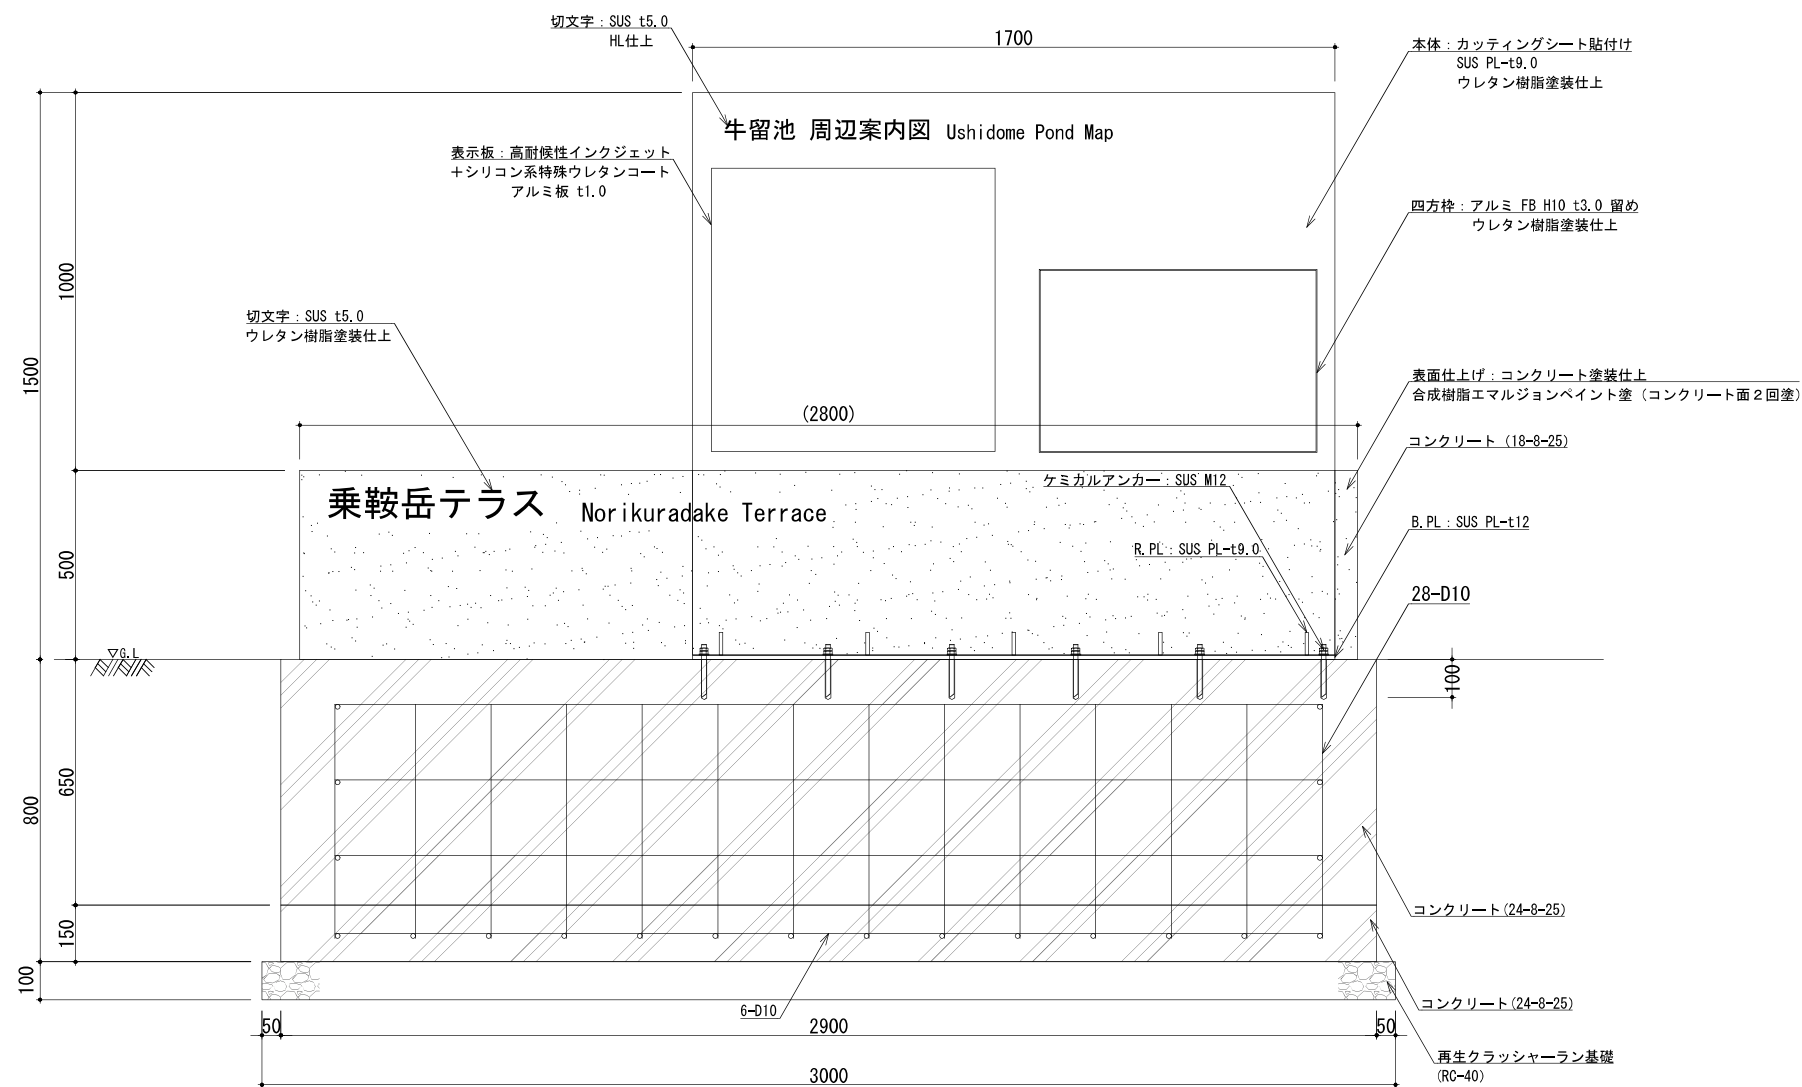 切文字：SUS t5.0
HL仕上
1700
本体：カッティングシート貼付け
SUS PL-t9.0
ウレタン樹脂塗装仕上
牛留池 周辺案内図 Ushidome Pond Map
表示板：高耐候性インクジェット
＋シリコン系特殊ウレタンコート
アルミ板 t1.0
四方枠：アルミ FB H10 t3.0 留め
ウレタン樹脂塗装仕上
1000
切文字：SUS t5.0
ウレタン樹脂塗装仕上
1500
表面仕上げ：コンクリート塗装仕上
合成樹脂エマルジョンペイント塗（コンクリート面２回塗）
(2800)
コンクリート (18-8-25)
ケミカルアンカー：SUS M12
乗鞍岳テラス Norikuradake Terrace
B.PL：SUS PL-t12
R.PL：SUS PL-t9.0
500
28-D10
▽G.L
100
650
800
コンクリート(24-8-25)
150
100
6-D10
コンクリート(24-8-25)
50
2900
50
再生クラッシャーラン基礎
(RC-40)
3000